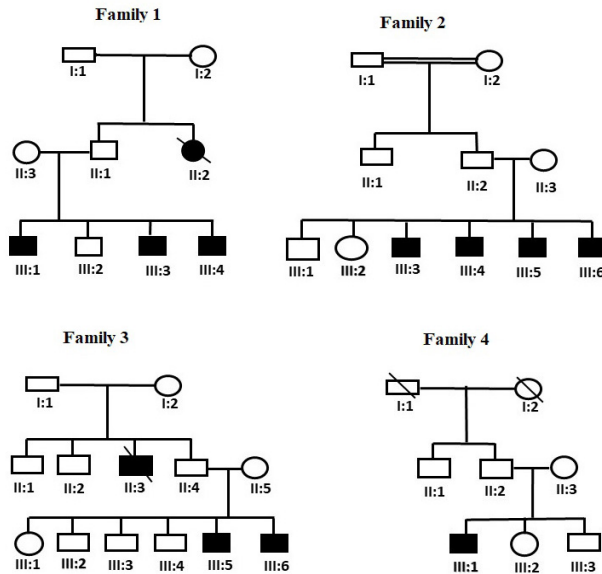 Family 1
I:1 I:2
II:3 II:1 II:2
III:1 III:2 III:3 III:4
Family 2
I:1 I:2
II:1 II:2 II:3
III:1 III:2 III:3 III:4 III:5 III:6
Family 3
I:1 I:2
II:1 II:2 II:3 II:4 II:5
III:1 III:2 III:3 III:4 III:5 III:6
Family 4
I:1 I:2
II:1 II:2 II:3
III:1 III:2 III:3